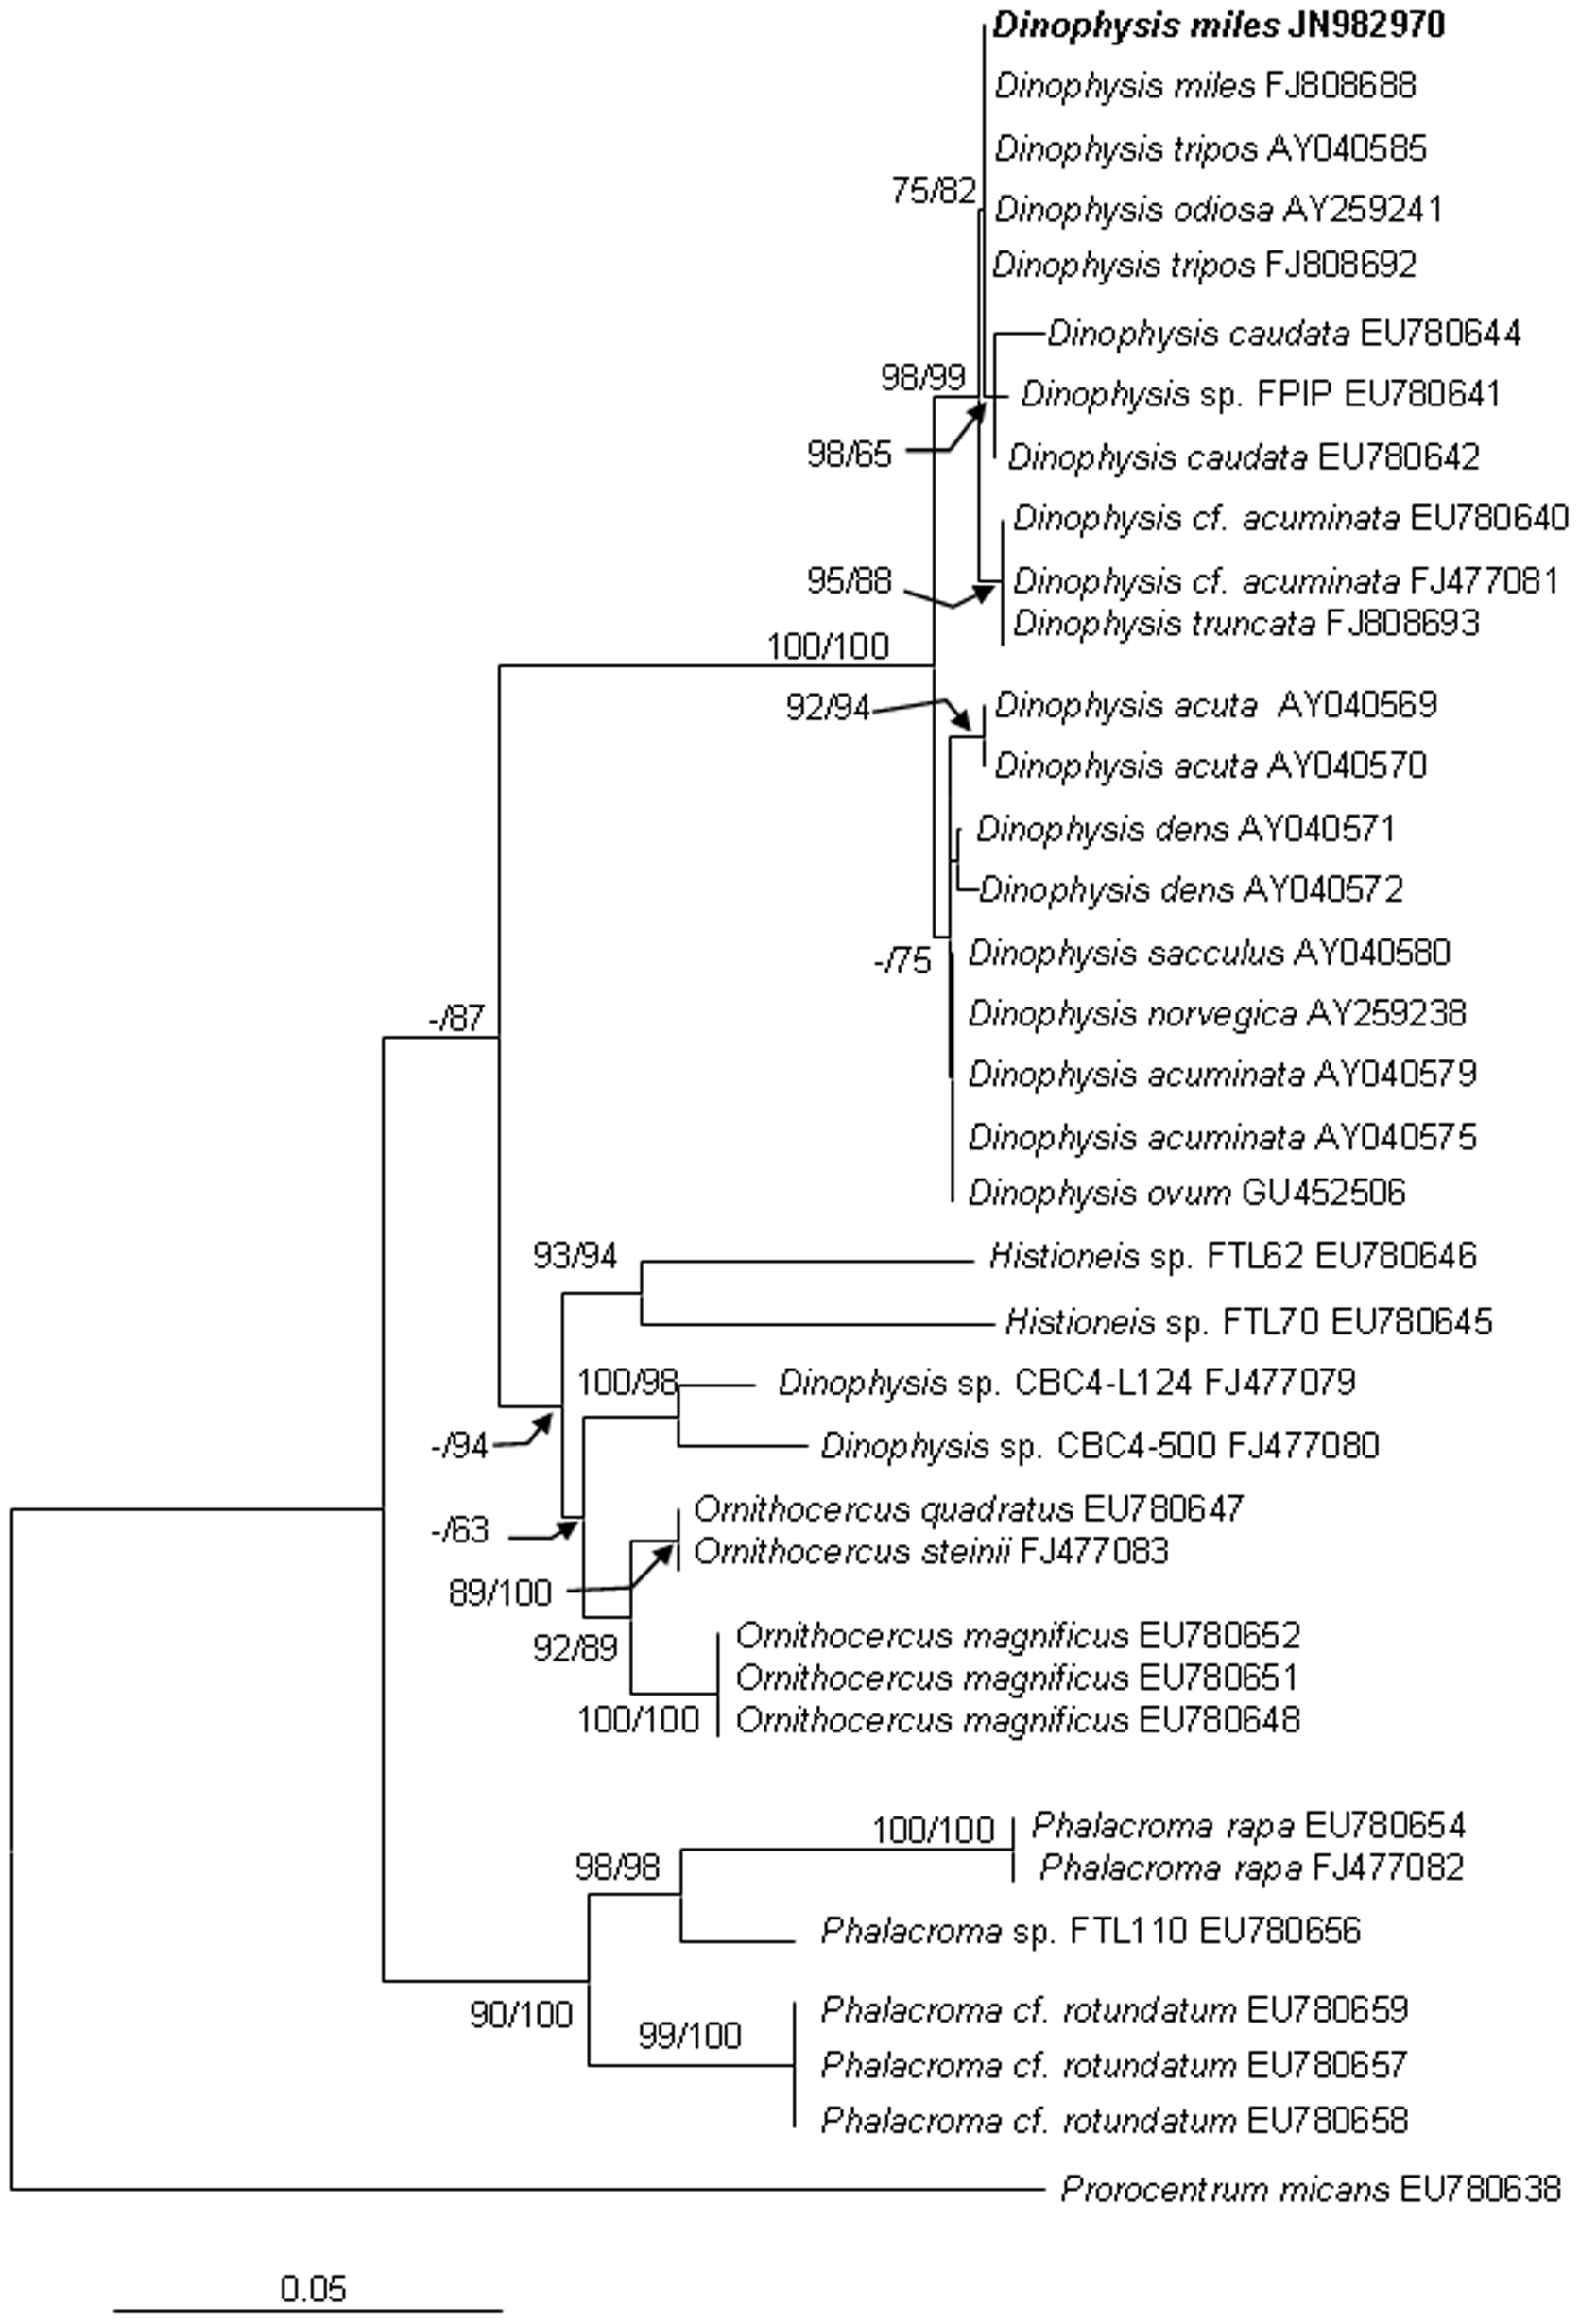 Dinophysis miles JN982970
Dinophysis miles FJ808688
Dinophysis tripos AY040585
75/82
Dinophysis odiosa AY259241
Dinophysis tripos FJ808692
Dinophysis caudata EU780644
98/99
Dinophysis sp. FPIP EU780641
98/65
Dinophysis caudata EU780642
Dinophysis cf. acuminata EU780640
95/88
Dinophysis cf. acuminata FJ477081
Dinophysis truncata FJ808693
100/100
92/94
Dinophysis acuta AY040569
Dinophysis acuta AY040570
Dinophysis dens AY040571
Dinophysis dens AY040572
-/75
Dinophysis sacculus AY040580
-/87
Dinophysis norvegica AY259238
Dinophysis acuminata AY040579
Dinophysis acuminata AY040575
Dinophysis ovum GU452506
93/94
Histioneis sp. FTL62 EU780646
Histioneis sp. FTL70 EU780645
100/98
Dinophysis sp. CBC4-L124 FJ477079
-/94
Dinophysis sp. CBC4-500 FJ477080
Ornithocercus quadratus EU780647
-/63
Ornithocercus steinii FJ477083
89/100
92/89
Ornithocercus magnificus EU780652
Ornithocercus magnificus EU780651
100/100
Ornithocercus magnificus EU780648
100/100
Phalacroma rapa EU780654
98/98
Phalacroma rapa FJ477082
Phalacroma sp. FTL110 EU780656
90/100
Phalacroma cf. rotundatum EU780659
99/100
Phalacroma cf. rotundatum EU780657
Phalacroma cf. rotundatum EU780658
Prorocentrum micans EU780638
0.05